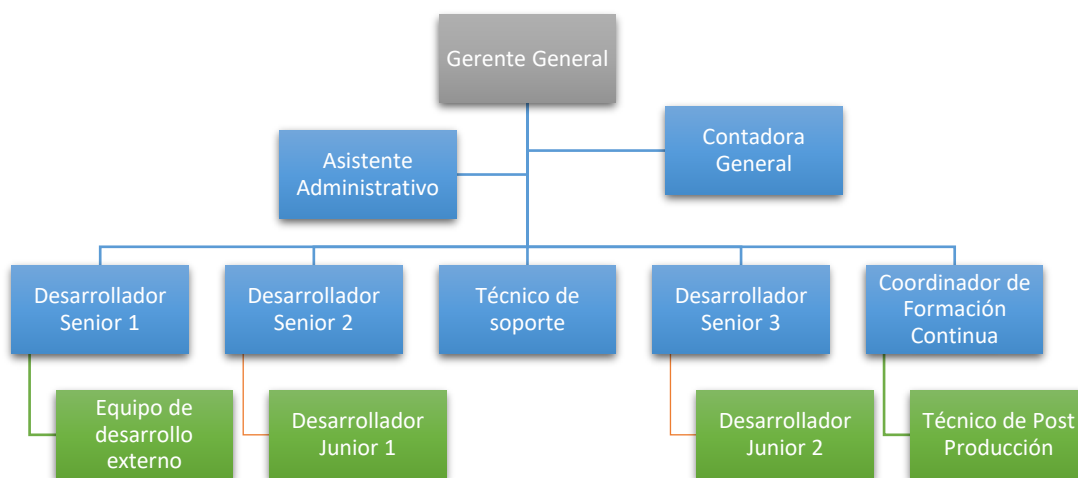 Gerente General
Contadora
General
Asistente
Administrativo
Desarrollador
Senior 1
Desarrollador
Senior 2
Técnico de
soporte
Desarrollador
Senior 3
Coordinador de
Formación
Continua
Equipo de
desarrollo
externo
Desarrollador
Junior 1
Desarrollador
Junior 2
Técnico de Post
Producción